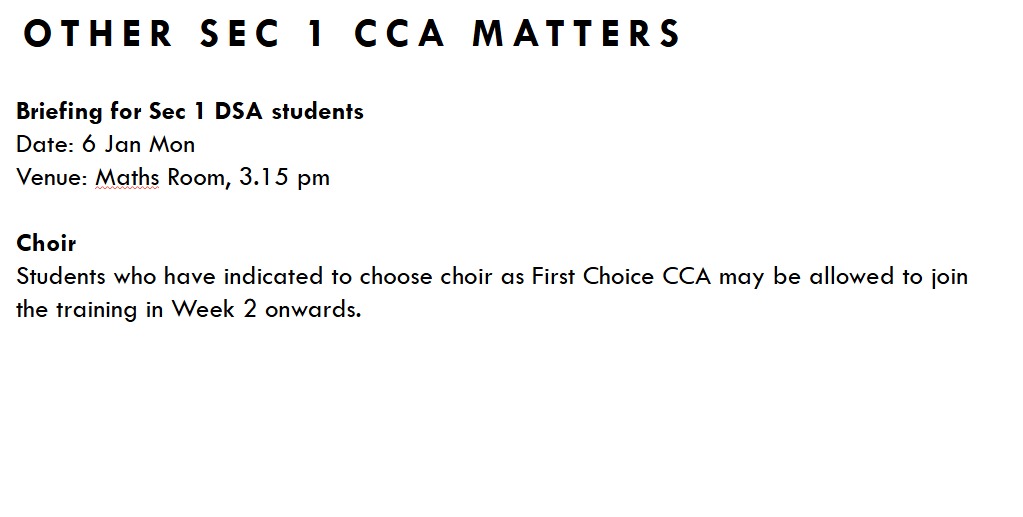 OTHER SEC 1 CCA MATTERS
Briefing for Sec 1 DSA students
Date: 6 Jan Mon
Venue: Maths Room, 3.15 pm
Choir
Students who have indicated to choose choir as First Choice CCA may be allowed to join
the training in Week 2 onwards.